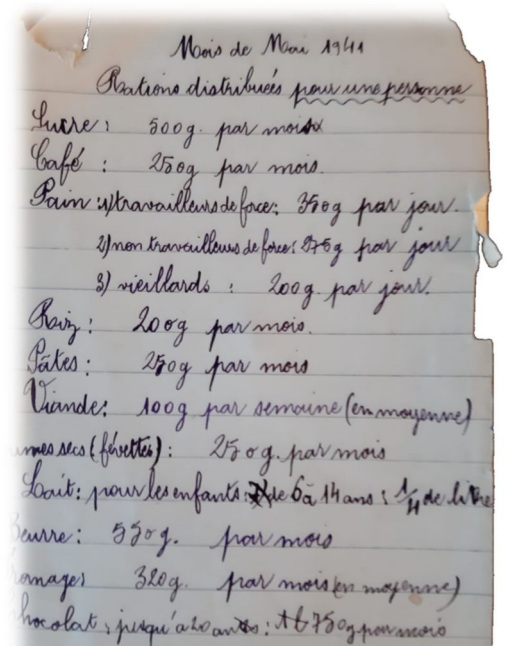 Mois de Mai 1941
Rations distribuées pour une personne
Sucre : 500g. par mois
Café : 250g par mois.
Pain : 1) travailleurs de force : 350g par jour.
2) non travailleurs de force : 275g par jour
3) vieillards : 200g par jour.
Riz : 200g par mois.
Pâtes : 250g par mois
Viande : 100g par semaine (en moyenne)
umes secs (févettes) : 250g. par mois
Lait : pour les enfants : de 6 à 14 ans : 1/4 de litre
Beurre : 550g. par mois
romage : 320g. par mois (en moyenne)
hocolat : jusqu'à 20 ans : 750g par mois